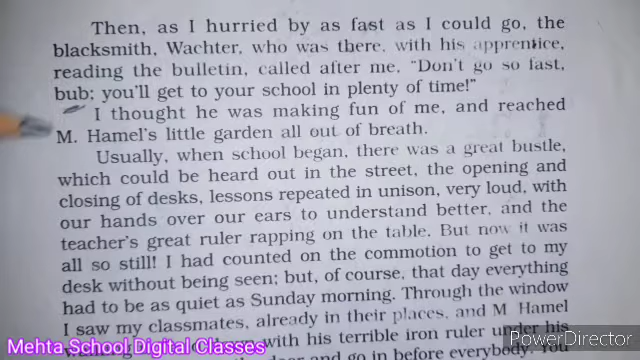 Then, as I hurried by as fast as I could go, the
blacksmith, Wachter, who was there, with his apprentice,
reading the bulletin, called after me, "Don't go so fast,
bub; you'll get to your school in plenty of time!"
I thought he was making fun of me, and reached
M. Hamel's little garden all out of breath.
Usually, when school began, there was a great bustle,
which could be heard out in the street, the opening and
closing of desks, lessons repeated in unison, very loud, with
our hands over our ears to understand better, and the
teacher's great ruler rapping on the table. But now it was
all so still! I had counted on the commotion to get to my
desk without being seen; but, of course, that day everything
had to be as quiet as Sunday morning. Through the window
I saw my classmates, already in their places, and M Hamel
with his terrible iron ruler under his
and go in before everybody. You
Mehta School Digital Classes
PowerDirector